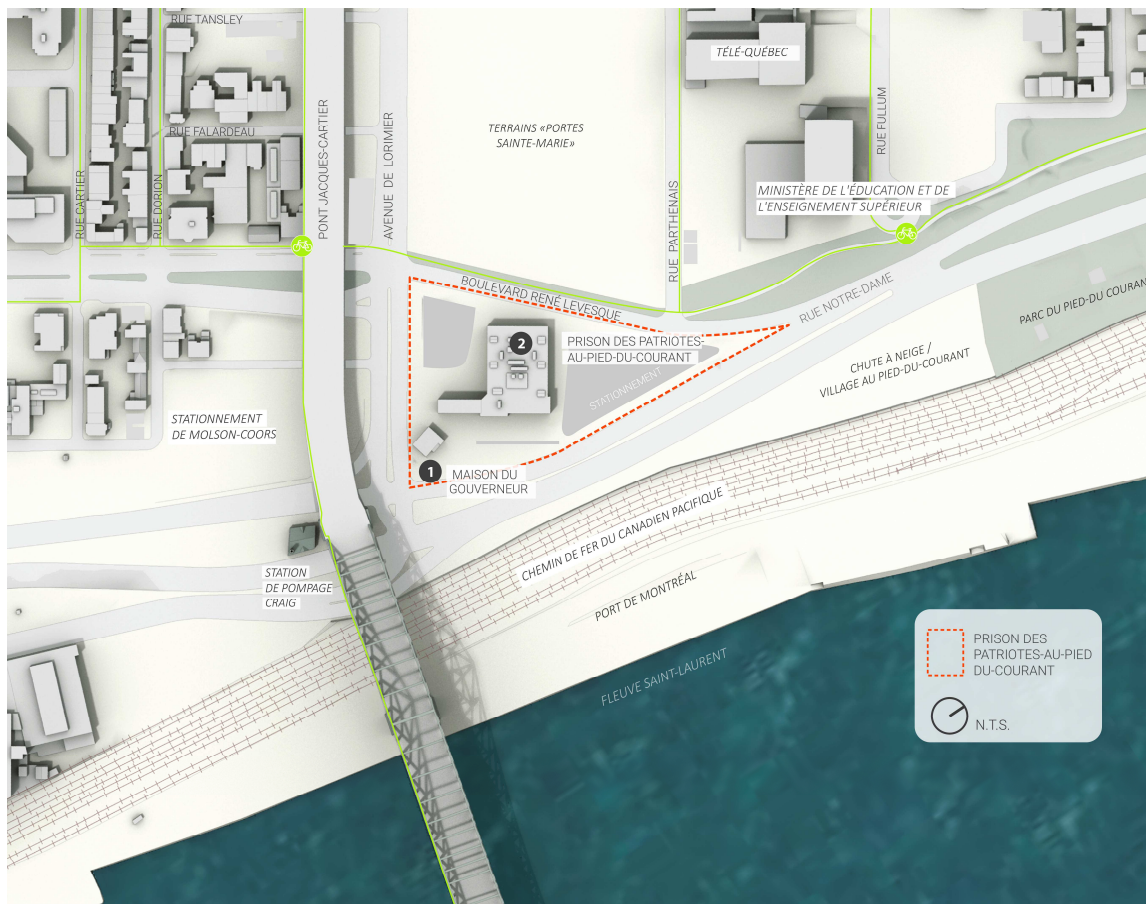 RUE TANSLEY
TÉLÉ-QUÉBEC
RUE FALARDEAU
PONT JACQUES-CARTIER
AVENUE DE LORIMIER
TERRAINS «PORTES
SAINTE-MARIE»
RUE FULLUM
RUE CARTIER
RUE DORION
MINISTÈRE DE L'ÉDUCATION ET DE
L'ENSEIGNEMENT SUPÉRIEUR
RUE PARTHENAIS
BOULEVARD RENÉ LEVESQUE
RUE NOTRE-DAME
PARC DU PIED-DU COURANT
2
PRISON DES PATRIOTES-
AU-PIED-DU-COURANT
STATIONNEMENT
CHUTE À NEIGE /
VILLAGE AU PIED-DU-COURANT
STATIONNEMENT
DE MOLSON-COORS
1
MAISON DU
GOUVERNEUR
CHEMIN DE FER DU CANADIEN PACIFIQUE
STATION
DE POMPAGE
CRAIG
PORT DE MONTRÉAL
FLEUVE SAINT-LAURENT
PRISON DES
PATRIOTES-AU-PIED
DU-COURANT
N.T.S.